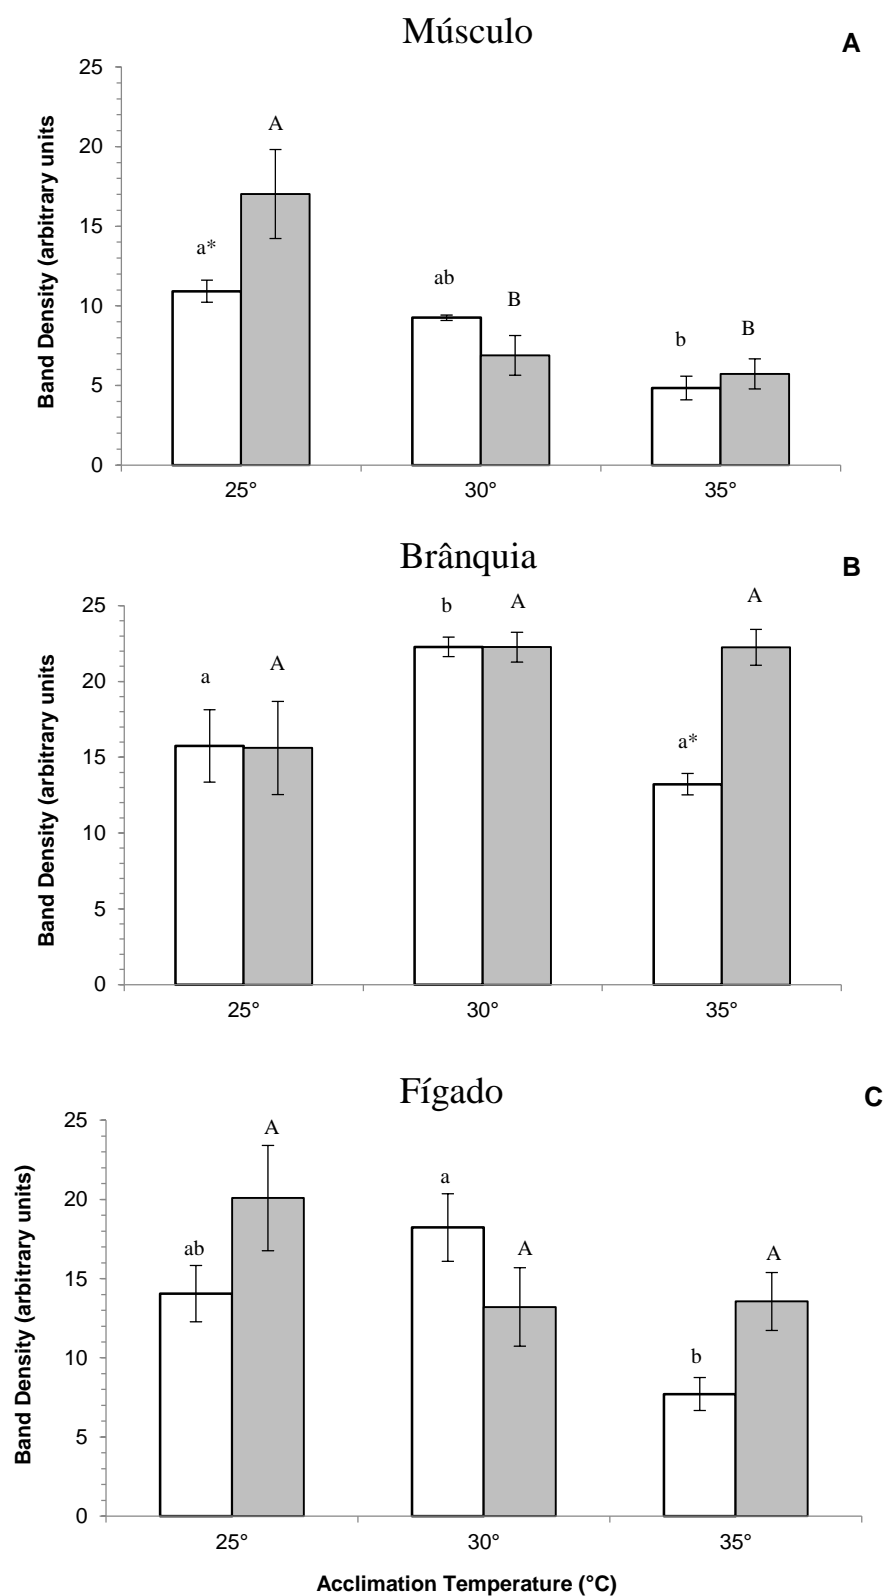 Músculo
A
Band Density (arbitrary units
25
20
15
10
5
0
A
a*
ab
B
b
B
25°
30°
35°
Brânquia
B
Band Density (arbitrary units
25
20
15
10
5
0
a
A
b
A
a*
A
25°
30°
35°
Fígado
C
Band Density (arbitrary units)
25
20
15
10
5
0
ab
A
a
A
b
A
25°
30°
35°
Acclimation Temperature (°C)